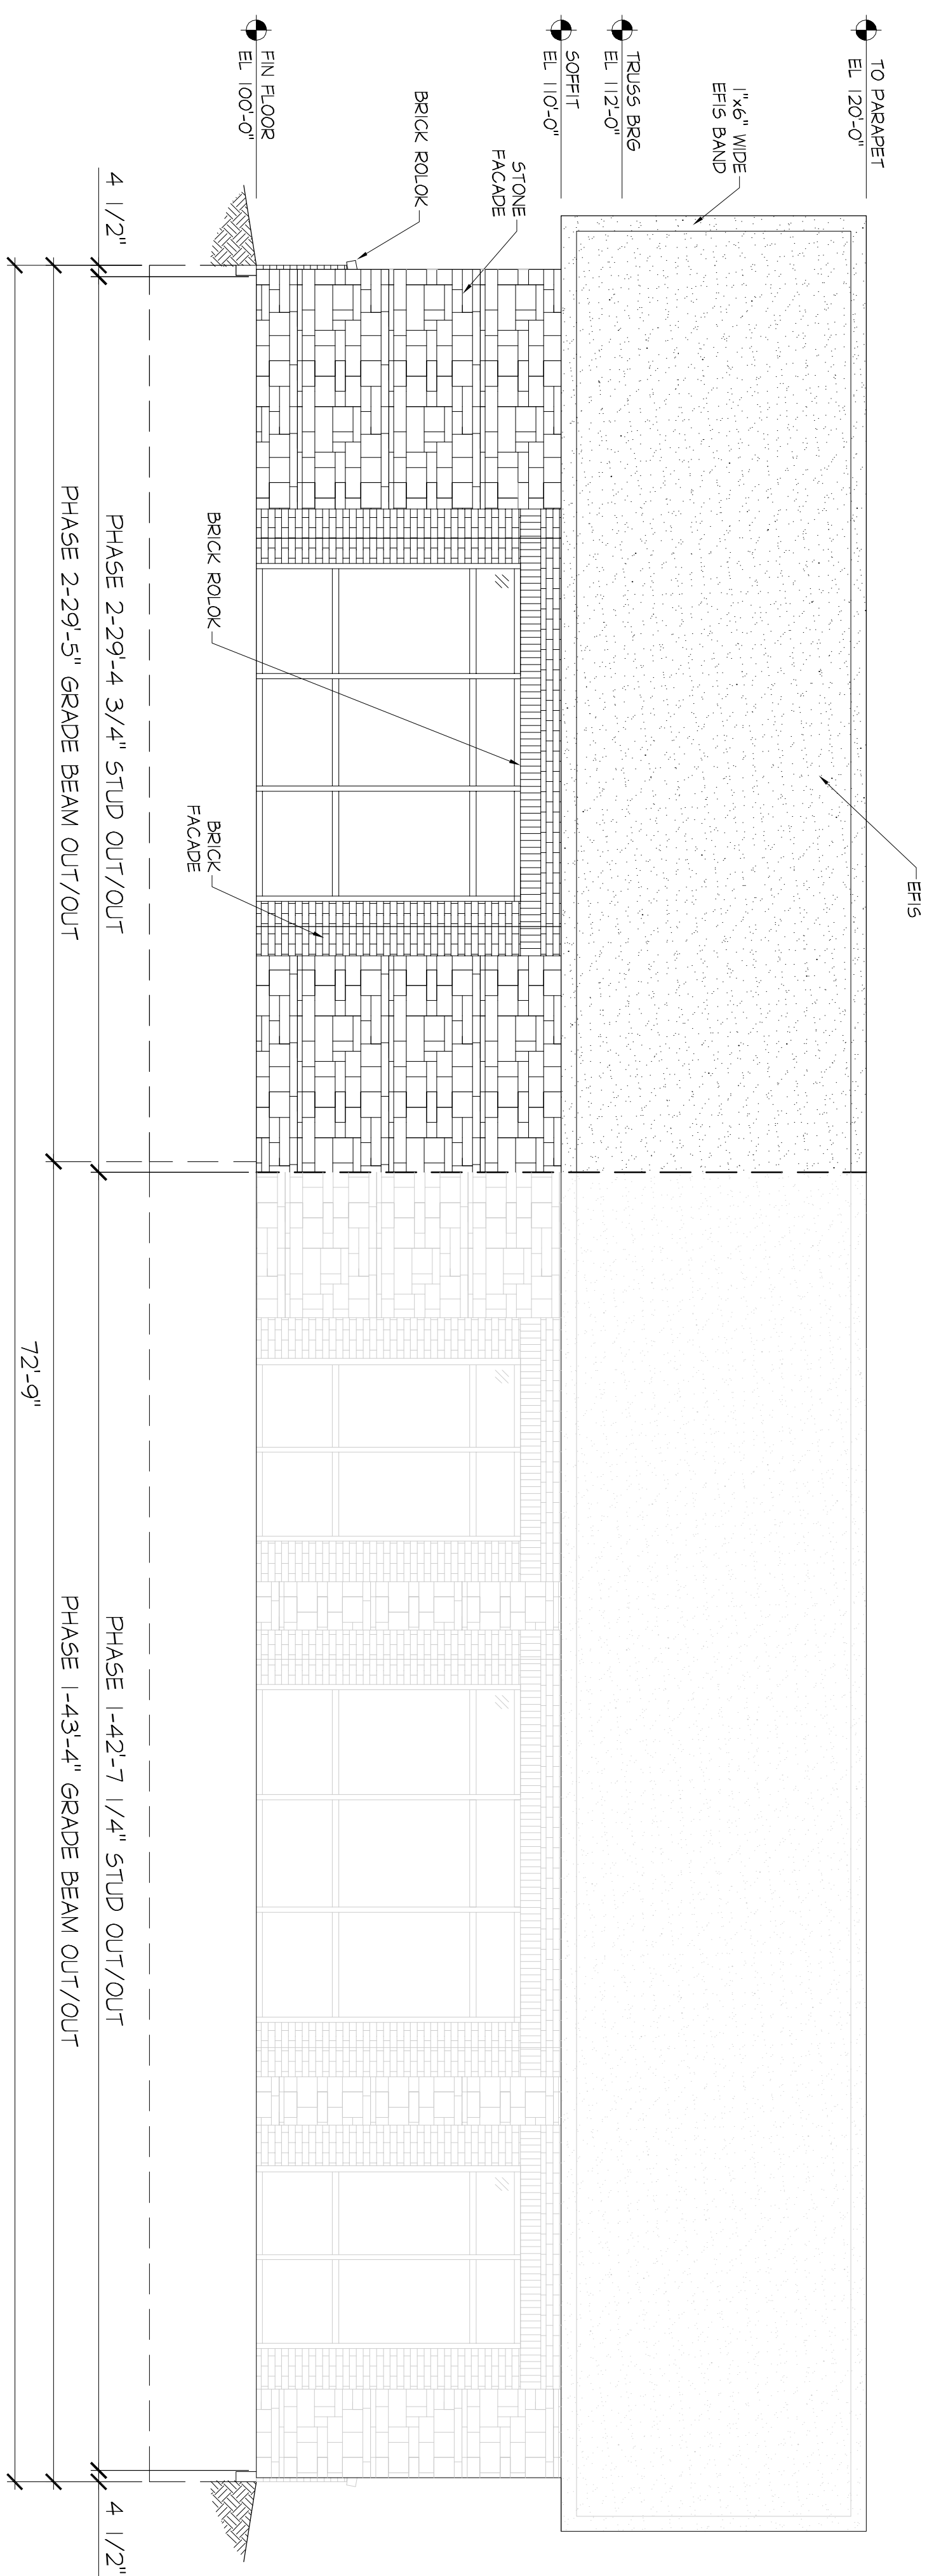 TO PARAPET
EL 120'-0"
TRUSS BRG
EL 112'-0"
SOFFIT
EL 110'-0"
FIN FLOOR
EL 100'-0"
1"x6" WIDE
EFIS BAND
STONE
FACADE
BRICK ROLOK
EFIS
BRICK ROLOK
BRICK
FACADE
4 1/2"
PHASE 2-29'-4 3/4" STUD OUT/OUT
PHASE 1-42'-7 1/4" STUD OUT/OUT
4 1/2"
PHASE 2-29'-5" GRADE BEAM OUT/OUT
PHASE 1-43'-4" GRADE BEAM OUT/OUT
72'-9"